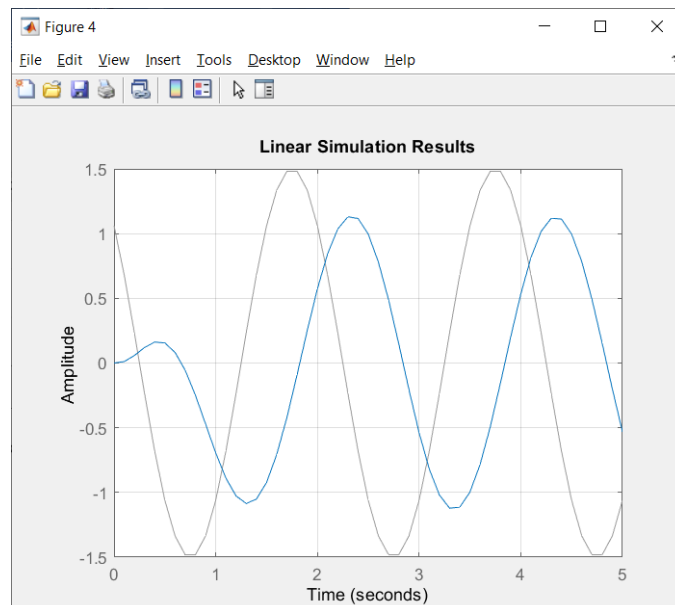 Figure 4
File Edit View Insert Tools Desktop Window Help
Linear Simulation Results
1.5
1
0.5
0
-0.5
-1
-1.5
Amplitude
0 1 2 3 4 5
Time (seconds)